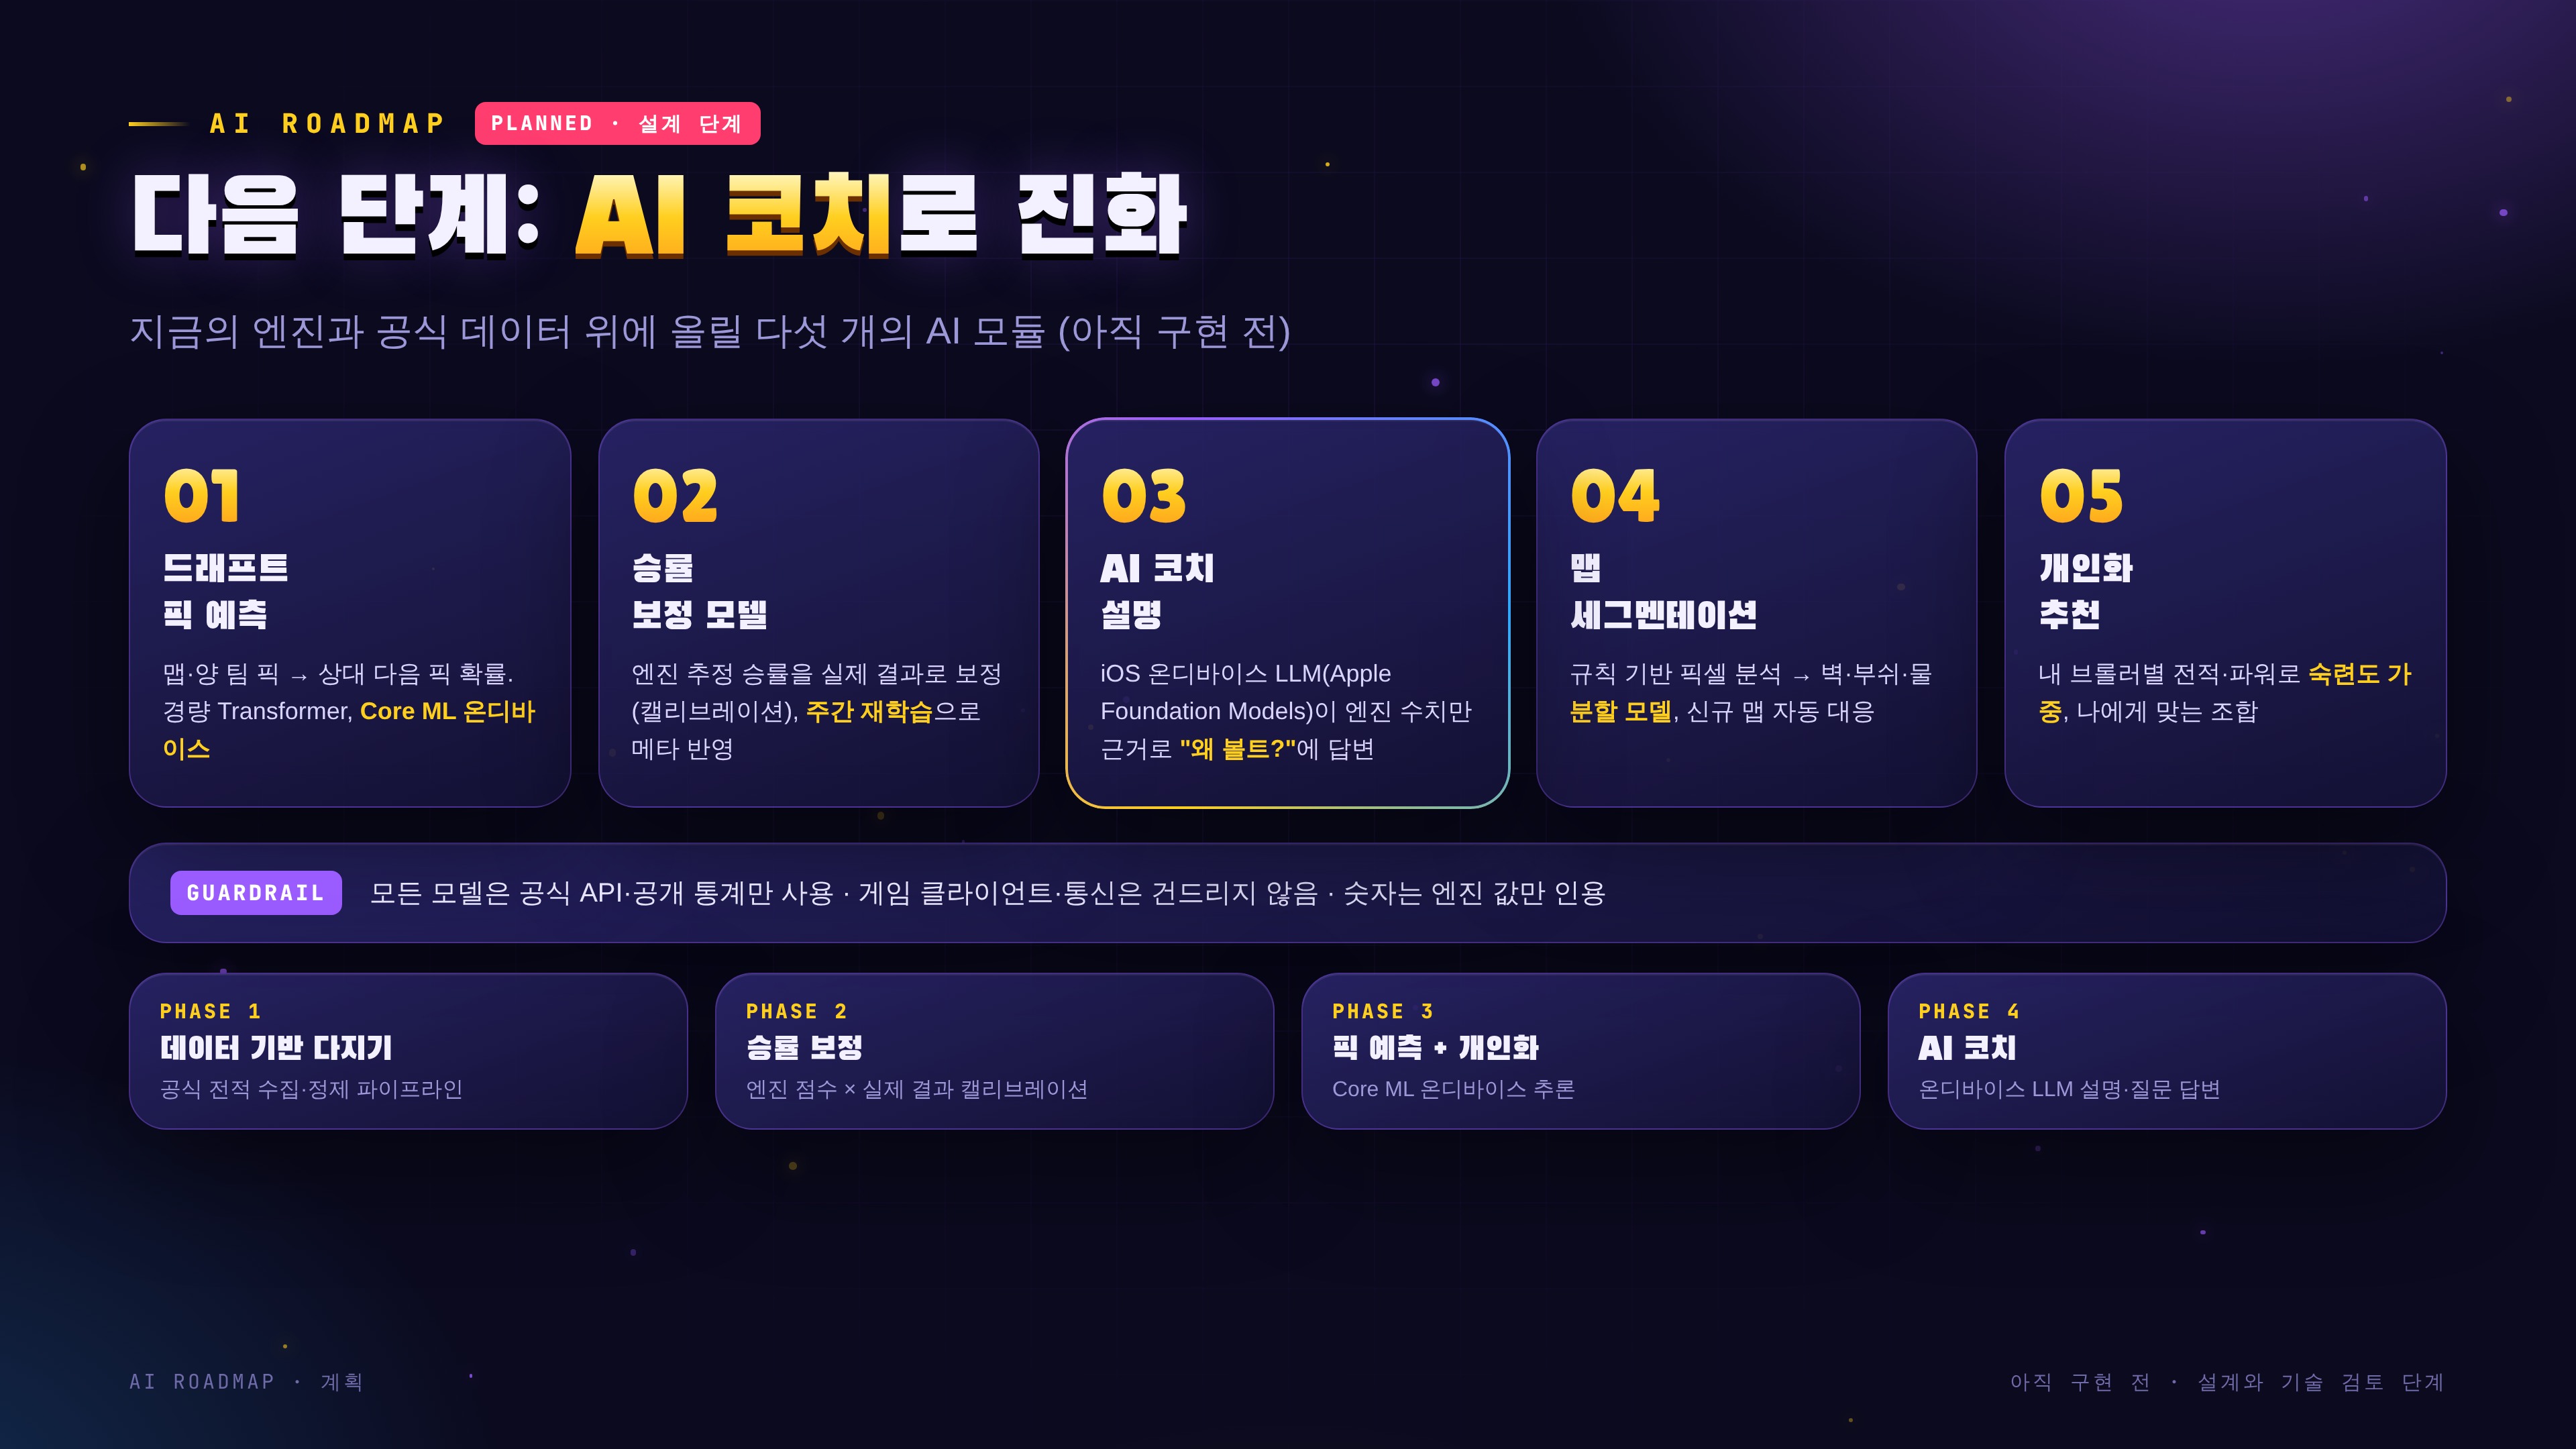 AI ROADMAP PLANNED · 설계 단계
다음 단계: AI 코치로 진화
지금의 엔진과 공식 데이터 위에 올릴 다섯 개의 AI 모듈 (아직 구현 전)
01
드래프트
픽 예측
맵·양 팀 픽 → 상대 다음 픽 확률.
경량 Transformer, Core ML 온디바
이스
02
승률
보정 모델
엔진 추정 승률을 실제 결과로 보정
(캘리브레이션), 주간 재학습으로
메타 반영
03
AI 코치
설명
iOS 온디바이스 LLM(Apple
Foundation Models)이 엔진 수치만
근거로 "왜 볼트?"에 답변
04
맵
세그멘테이션
규칙 기반 픽셀 분석 → 벽·부쉬·물
분할 모델, 신규 맵 자동 대응
05
개인화
추천
내 브롤러별 전적·파워로 숙련도 가
중, 나에게 맞는 조합
GUARDRAIL 모든 모델은 공식 API·공개 통계만 사용 · 게임 클라이언트·통신은 건드리지 않음 · 숫자는 엔진 값만 인용
PHASE 1
데이터 기반 다지기
공식 전적 수집·정제 파이프라인
PHASE 2
승률 보정
엔진 점수 × 실제 결과 캘리브레이션
PHASE 3
픽 예측 + 개인화
Core ML 온디바이스 추론
PHASE 4
AI 코치
온디바이스 LLM 설명·질문 답변
AI ROADMAP · 계획
아직 구현 전 · 설계와 기술 검토 단계